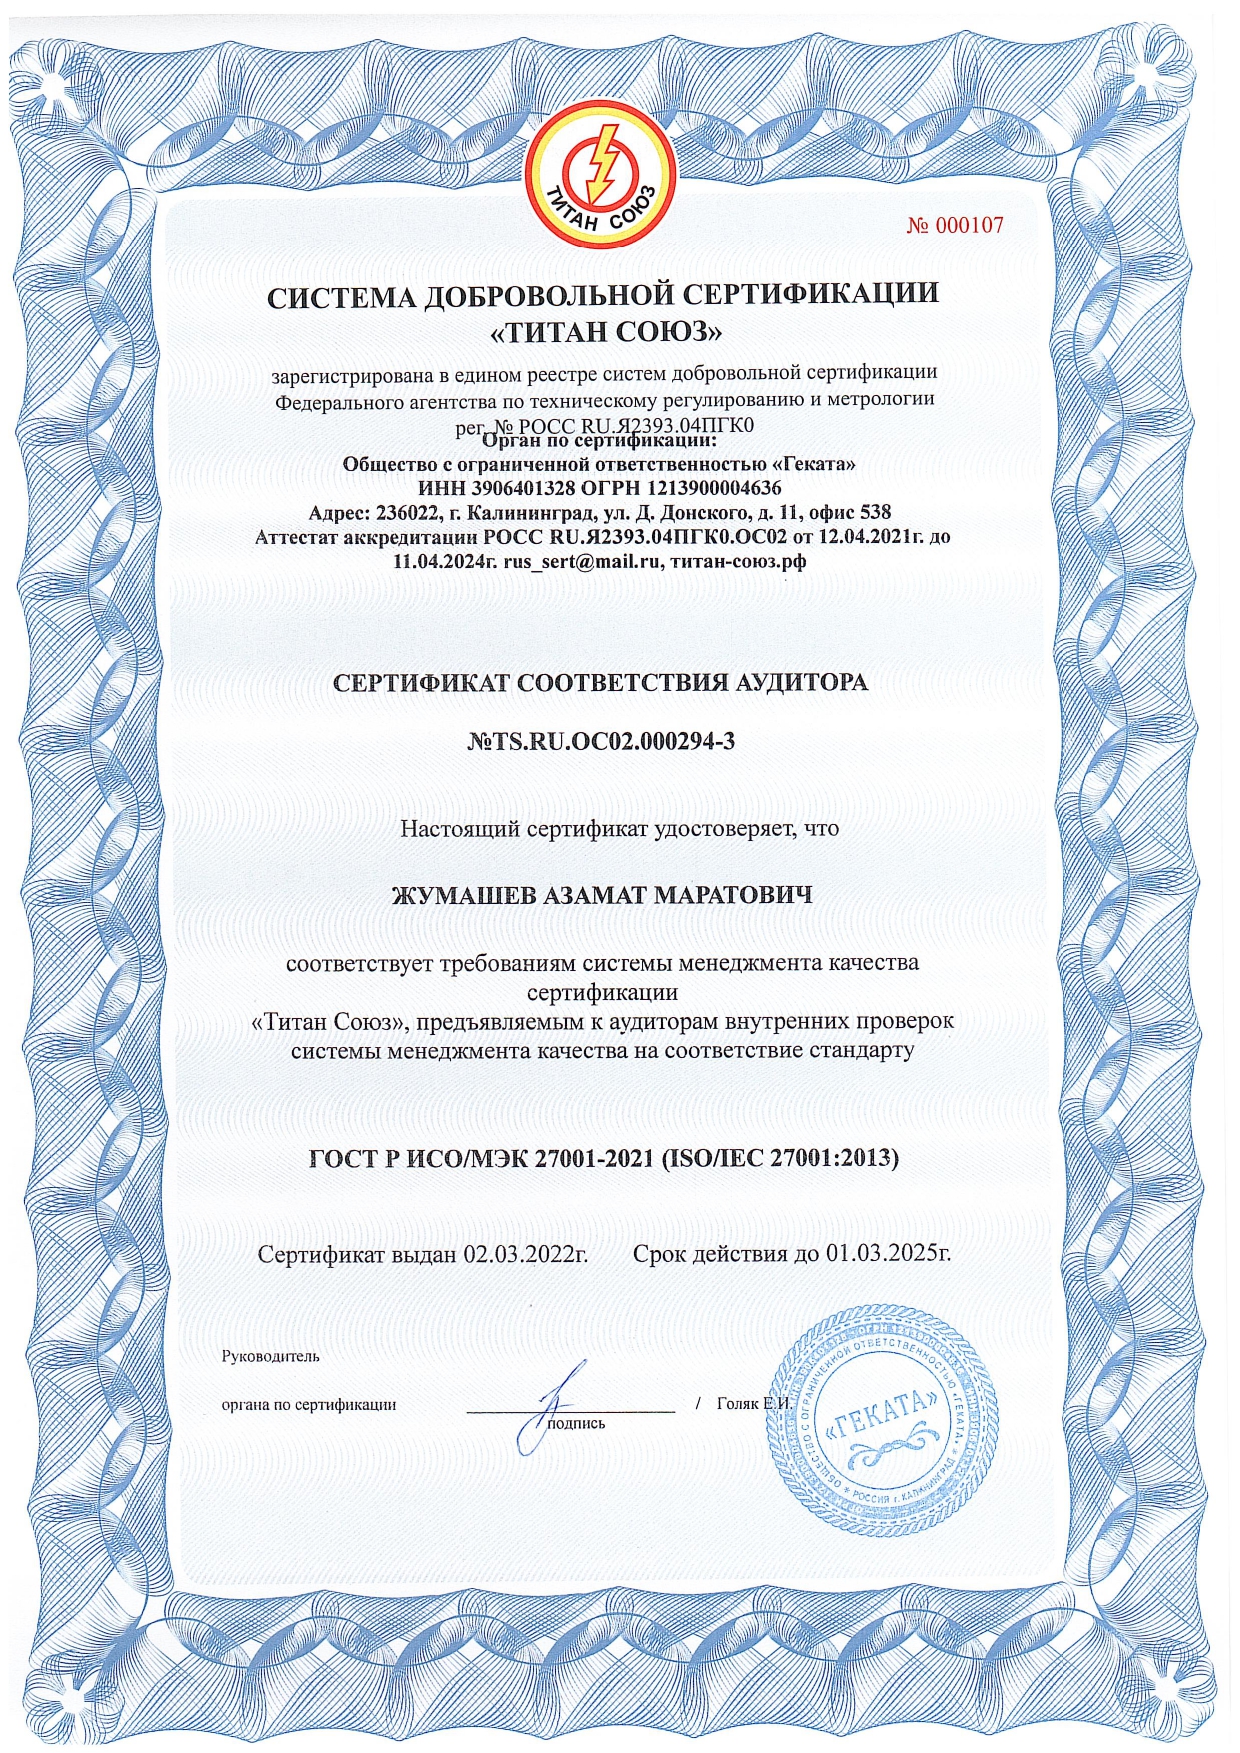 ТИТАН СОЮЗ
№ 000107
СИСТЕМА ДОБРОВОЛЬНОЙ СЕРТИФИКАЦИИ
«ТИТАН СОЮЗ»
зарегистрирована в едином реестре систем добровольной сертификации
Федерального агентства по техническому регулированию и метрологии
рег. № РОСС RU.Я2393.04ПГК0
Орган по сертификации:
Общество с ограниченной ответственностью «Геката»
ИНН 3906401328 ОГРН 1213900004636
Адрес: 236022, г. Калининград, ул. Д. Донского, д. 11, офис 538
Аттестат аккредитации РОСС RU.Я2393.04ПГК0.ОС02 от 12.04.2021г. до
11.04.2024г. rus_sert@mail.ru, титан-союз.рф
СЕРТИФИКАТ СООТВЕТСТВИЯ АУДИТОРА
№TS.RU.ОС02.000294-3
Настоящий сертификат удостоверяет, что
ЖУМАШЕВ АЗАМАТ МАРАТОВИЧ
соответствует требованиям системы менеджмента качества
сертификации
«Титан Союз», предъявляемым к аудиторам внутренних проверок
системы менеджмента качества на соответствие стандарту
ГОСТ Р ИСО/МЭК 27001-2021 (ISO/IEC 27001:2013)
Сертификат выдан 02.03.2022г. Срок действия до 01.03.2025г.
Руководитель
органа по сертификации / Голяк Е.И.
подпись
ОБЩЕСТВО С ОГРАНИЧЕННОЙ ОТВЕТСТВЕННОСТЬЮ «ГЕКАТА»
«ГЕКАТА»
РОССИЯ г. КАЛИНИНГРАД